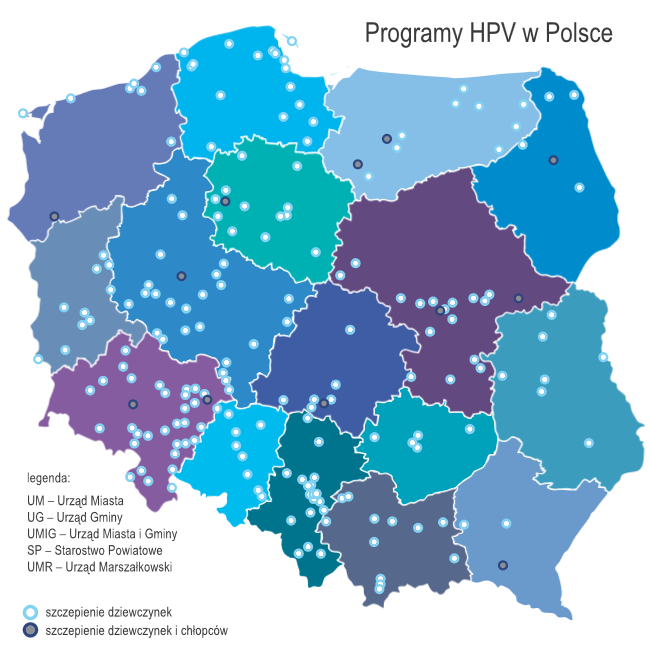 Programy HPV w Polsce
legenda:
UM – Urząd Miasta
UG – Urząd Gminy
UMIG – Urząd Miasta i Gminy
SP – Starostwo Powiatowe
UMR – Urząd Marszałkowski
szczepienie dziewczynek
szczepienie dziewczynek i chłopców